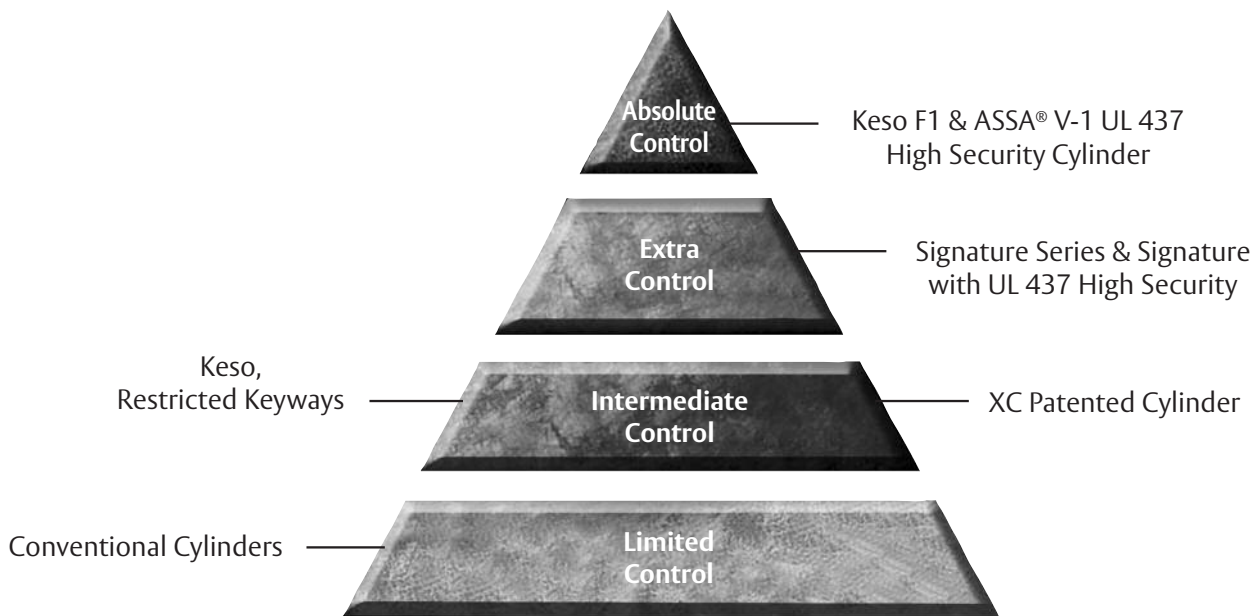 Absolute
Control
Keso F1 & ASSA® V-1 UL 437
High Security Cylinder
Extra
Control
Signature Series & Signature
with UL 437 High Security
Keso,
Restricted Keyways
Intermediate
Control
XC Patented Cylinder
Conventional Cylinders
Limited
Control